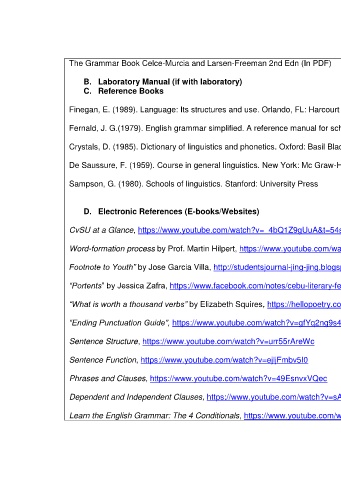 The Grammar Book Celce-Murcia and Larsen-Freeman 2nd Edn (In PDF)
B. Laboratory Manual (if with laboratory)
C. Reference Books
Finegan, E. (1989). Language: Its structures and use. Orlando, FL: Harcourt
Fernald, J. G.(1979). English grammar simplified. A reference manual for sch
Crystals, D. (1985). Dictionary of linguistics and phonetics. Oxford: Basil Blac
De Saussure, F. (1959). Course in general linguistics. New York: Mc Graw-H
Sampson, G. (1980). Schools of linguistics. Stanford: University Press
D. Electronic References (E-books/Websites)
CvSU at a Glance, https://www.youtube.com/watch?v=_4bQ1Z9qUuA&t=54s
Word-formation process by Prof. Martin Hilpert, https://www.youtube.com/wa
Footnote to Youth" by Jose Garcia Villa, http://studentsjournal-jing-jing.blogsp
"Portents" by Jessica Zafra, https://www.facebook.com/notes/cebu-literary-fe
"What is worth a thousand verbs" by Elizabeth Squires, https://hellopoetry.co
"Ending Punctuation Guide", https://www.youtube.com/watch?v=gfYq2ng9s4
Sentence Structure, https://www.youtube.com/watch?v=urr55rAreWc
Sentence Function, https://www.youtube.com/watch?v=ejljFmbv5I0
Phrases and Clauses, https://www.youtube.com/watch?v=49EsnvxVQec
Dependent and Independent Clauses, https://www.youtube.com/watch?v=sA
Learn the English Grammar: The 4 Conditionals, https://www.youtube.com/w